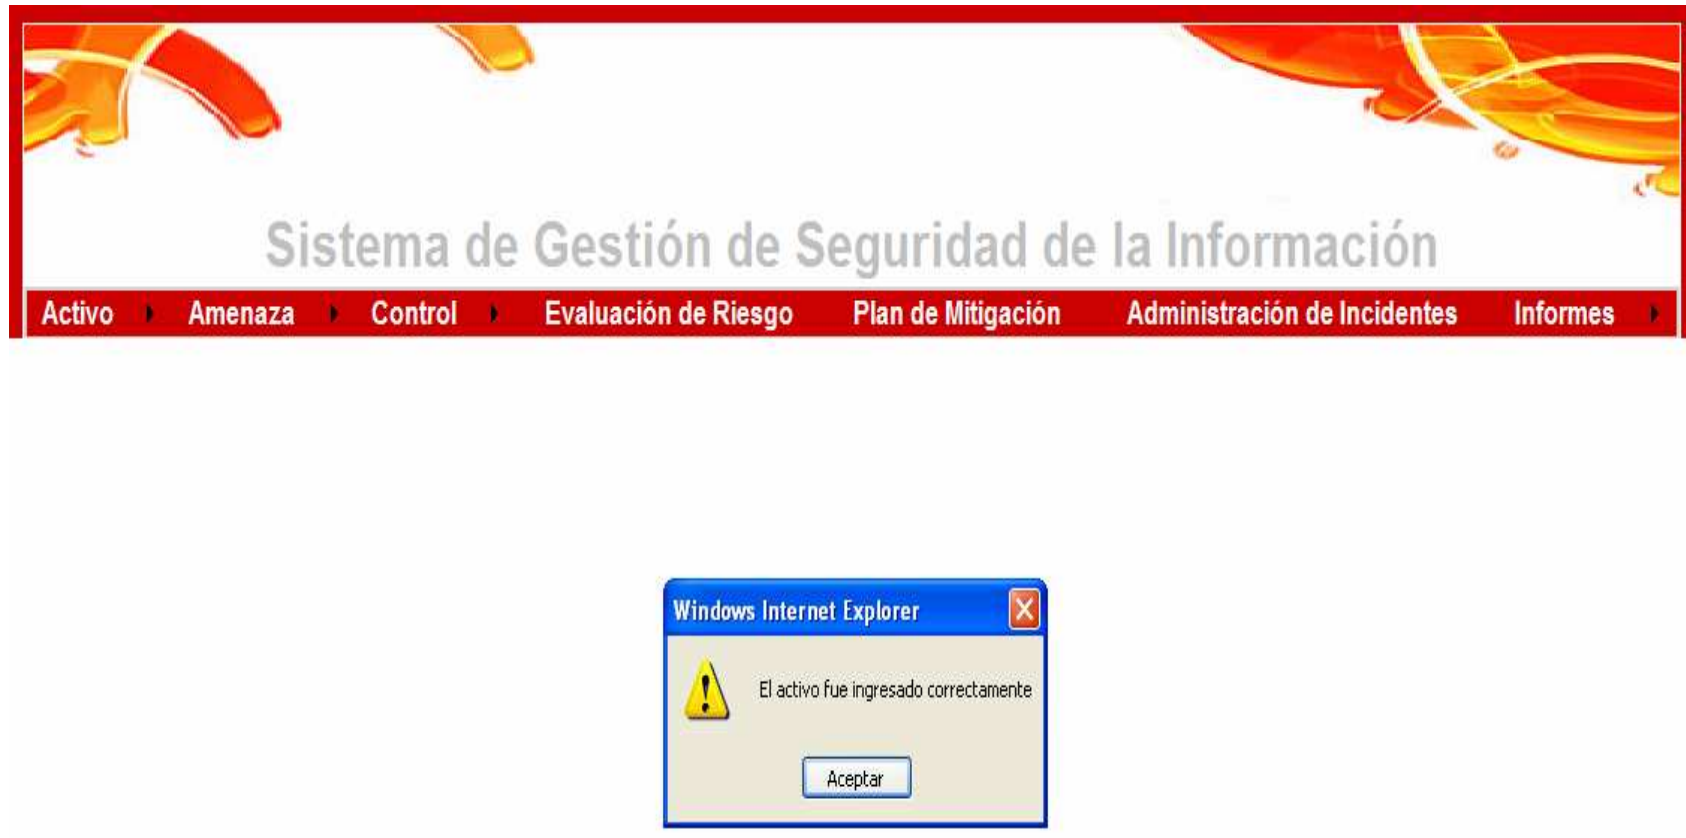 Sistema de Gestión de Seguridad de la Información
Activo Amenaza Control Evaluación de Riesgo Plan de Mitigación Administración de Incidentes Informes
Windows Internet Explorer
El activo fue ingresado correctamente
Aceptar